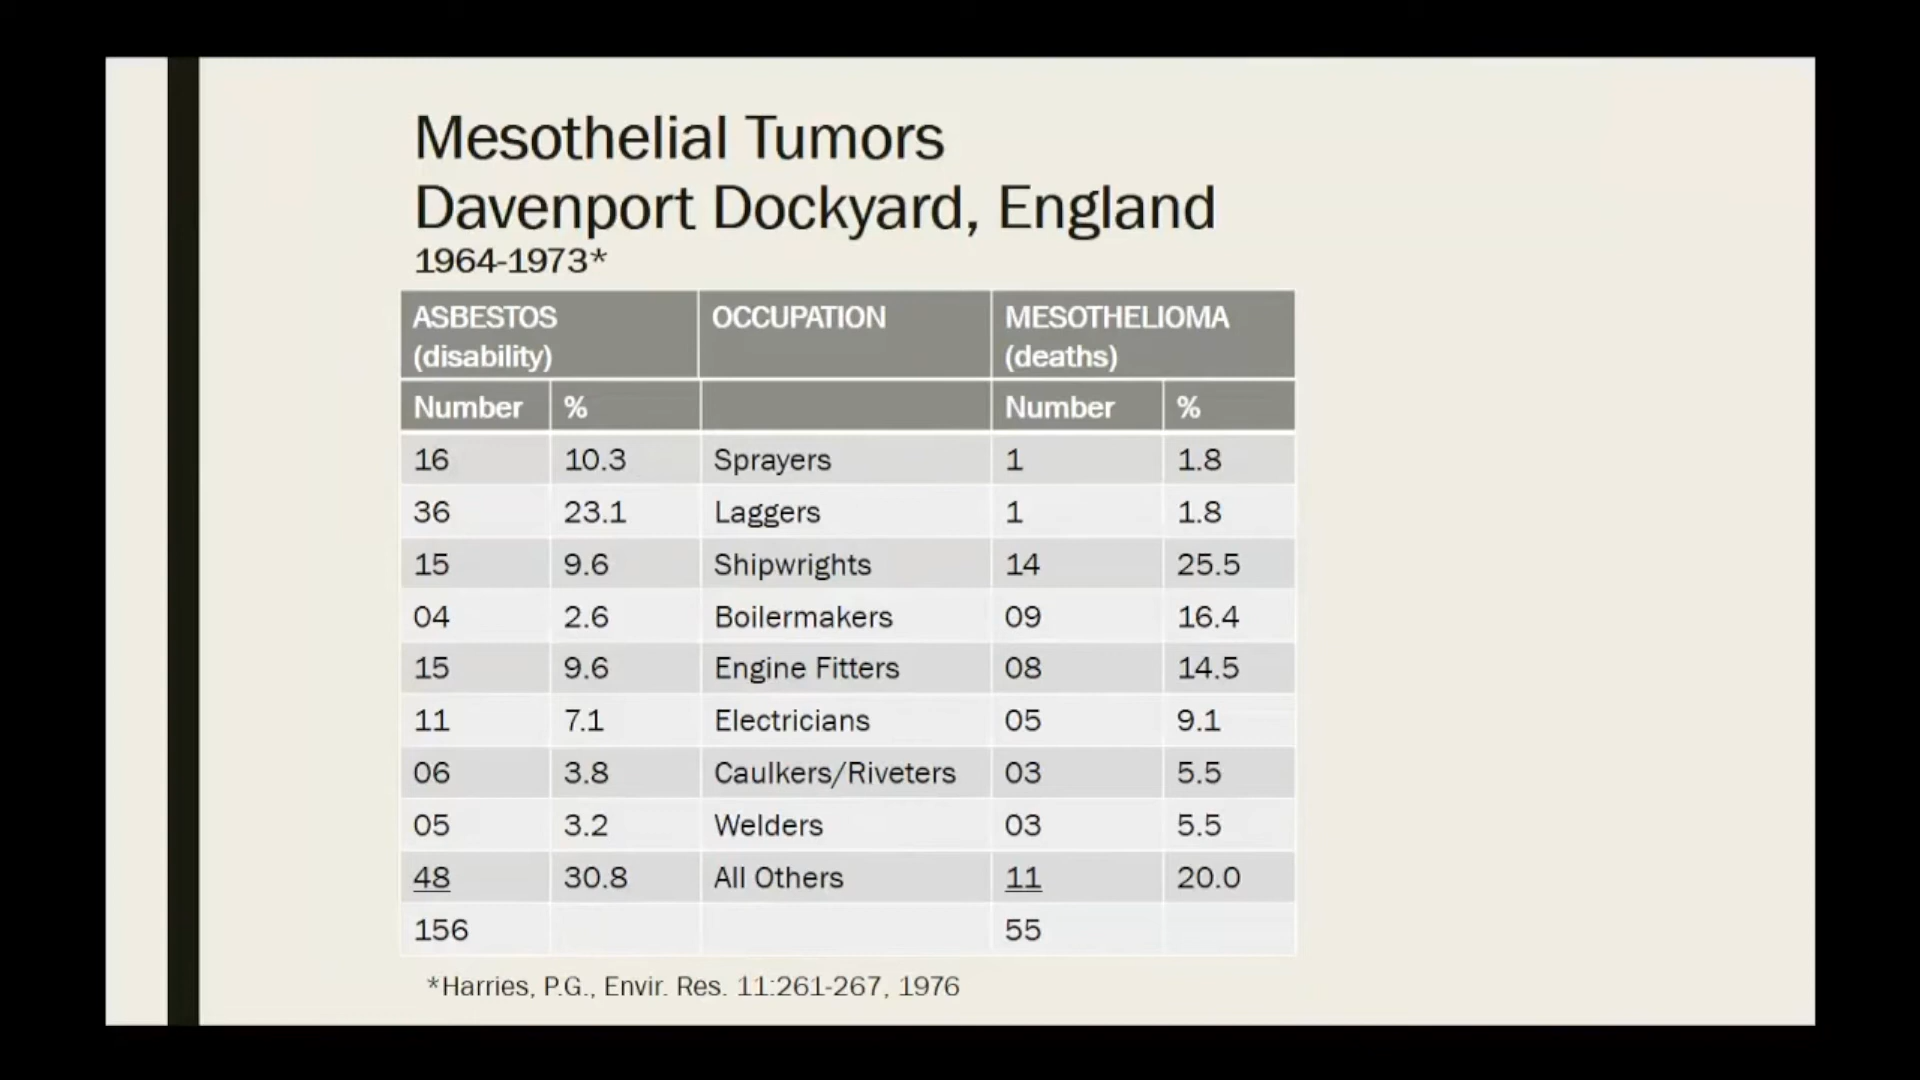 Mesothelial Tumors
Davenport Dockyard, England
1964-1973*
ASBESTOS OCCUPATION MESOTHELIOMA
(disability) (deaths)
Number % Number %
16 10.3 Sprayers 1 1.8
36 23.1 Laggers 1 1.8
15 9.6 Shipwrights 14 25.5
04 2.6 Boilermakers 09 16.4
15 9.6 Engine Fitters 08 14.5
11 7.1 Electricians 05 9.1
06 3.8 Caulkers/Riveters 03 5.5
05 3.2 Welders 03 5.5
48 30.8 All Others 11 20.0
156 55
*Harries, P.G., Envir. Res. 11:261-267, 1976